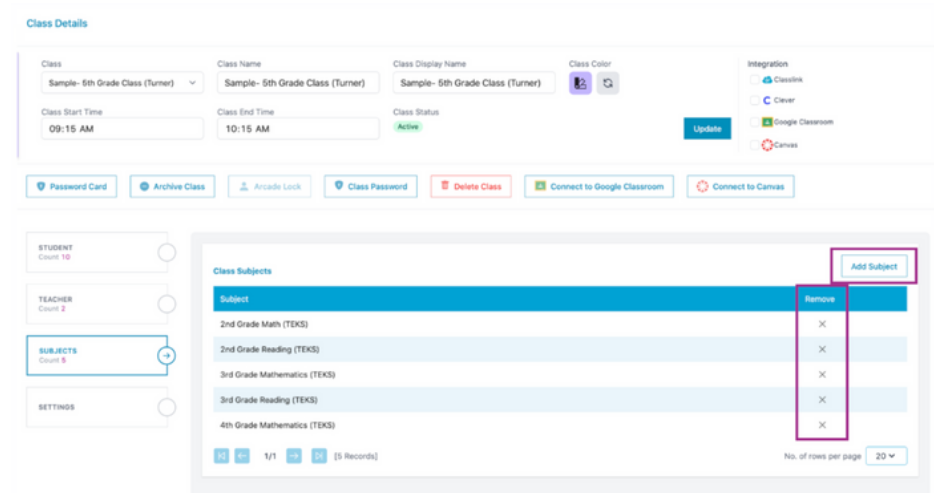 Class Details
Class
Class Name
Class Display Name
Class Color
Integration
Sample- 5th Grade Class (Turner)
Sample- 5th Grade Class (Turner)
Sample- 5th Grade Class (Turner)
Classlink
Clever
Class Start Time
Class End Time
Class Status
09:15 AM
10:15 AM
Active
Update
Google Classroom
Canvas
Password Card
Archive Class
Arcade Lock
Class Password
Delete Class
Connect to Google Classroom
Connect to Canvas
STUDENT
Count 10
TEACHER
Count 2
SUBJECTS
Count 5
SETTINGS
Class Subjects
Add Subject
Subject Remove
2nd Grade Math (TEKS)
2nd Grade Reading (TEKS)
3rd Grade Mathematics (TEKS)
3rd Grade Reading (TEKS)
4th Grade Mathematics (TEKS)
1/1 [5 Records]
No. of rows per page 20